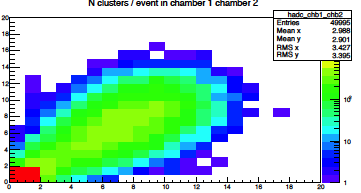 N clusters / event in chamber 1 chamber 2
hadc_chb1_chb2
Entries 49995
Mean x 2.988
Mean y 2.901
RMS x 3.427
RMS y 3.395
20
18
16
14
12
10
8
6
4
2
0
0 2 4 6 8 10 12 14 16 18 20
1